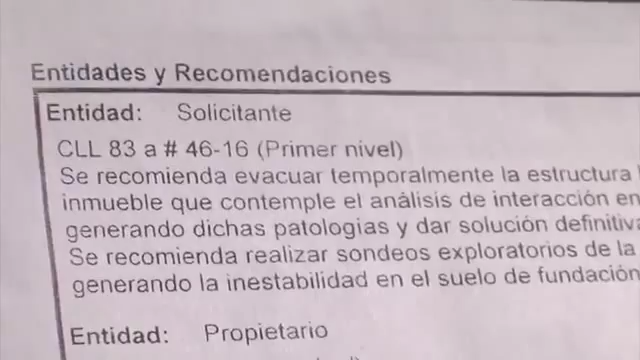 Entidades y Recomendaciones
Entidad: Solicitante
CLL 83 a # 46-16 (Primer nivel)
Se recomienda evacuar temporalmente la estructura
inmueble que contemple el análisis de interacción en
generando dichas patologias y dar solución definitiva
Se recomienda realizar sondeos exploratorios de la
generando la inestabilidad en el suelo de fundación
Entidad: Propietario